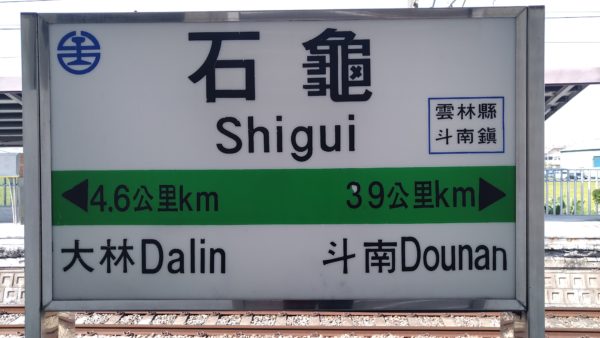 石龜
Shigui
雲林縣
斗南鎮
4.6公里km
3.9公里km
大林Dalin
斗南Dounan